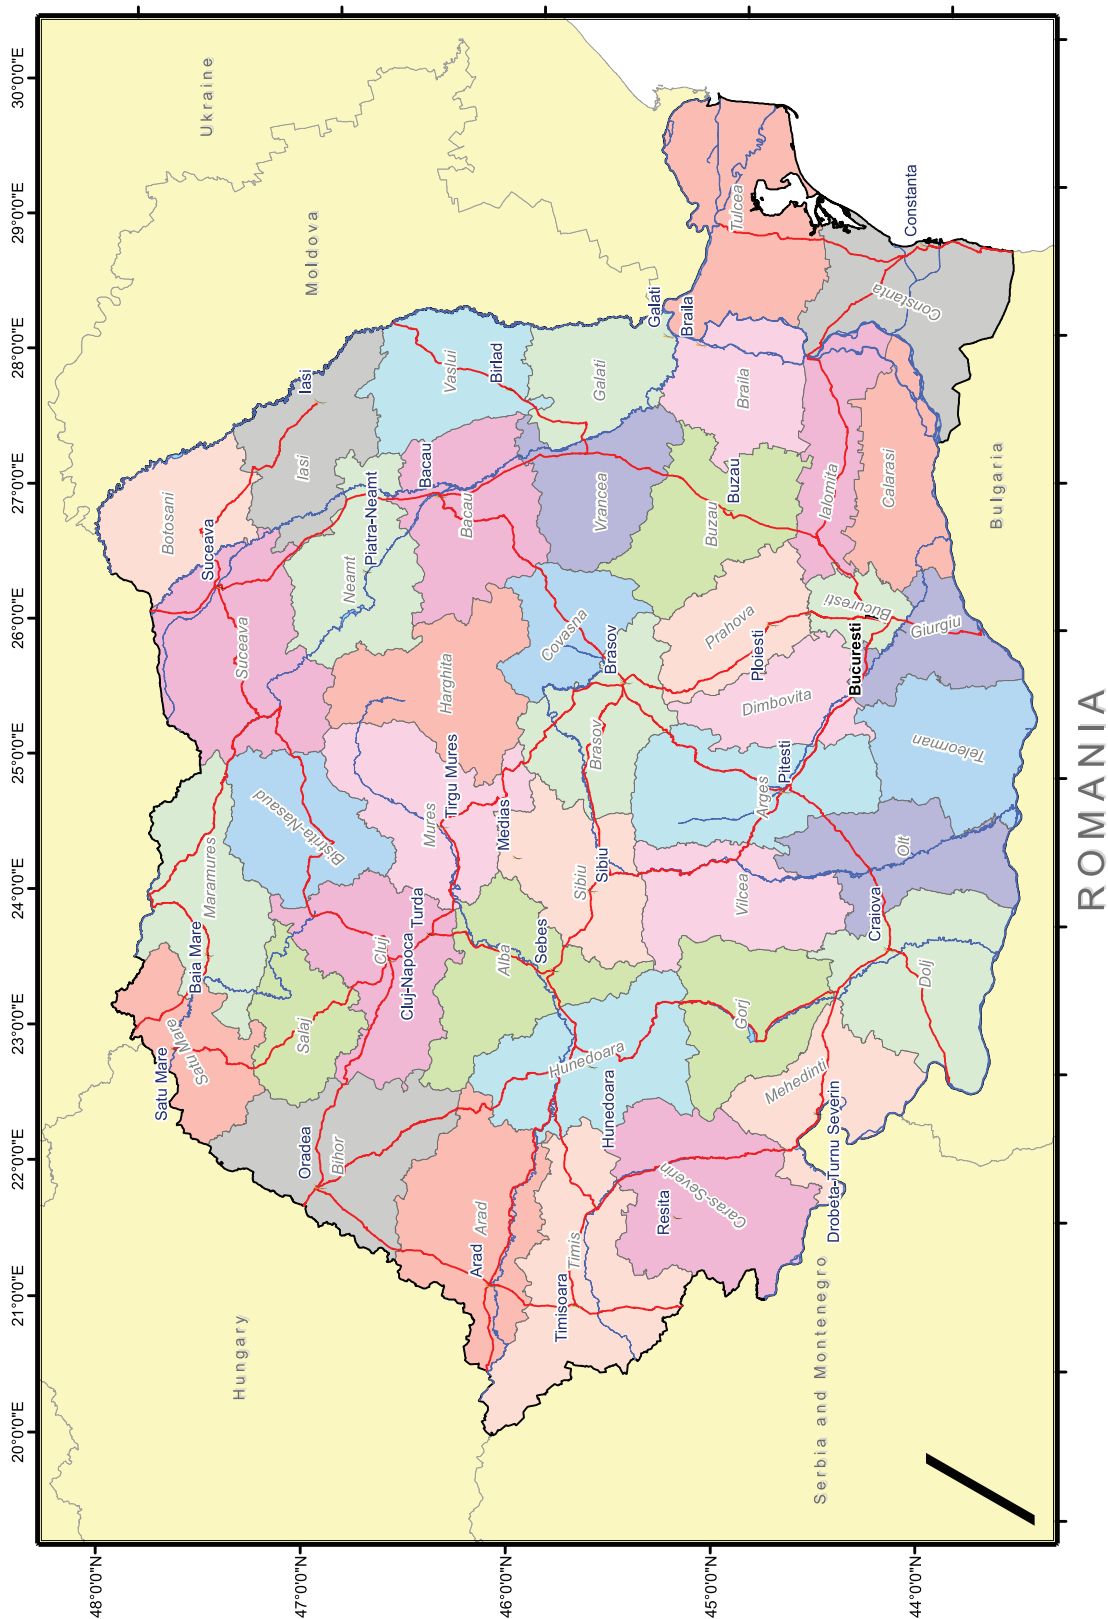 ROMANIA
20°0'0"E
21°0'0"E
22°0'0"E
23°0'0"E
24°0'0"E
25°0'0"E
26°0'0"E
27°0'0"E
28°0'0"E
29°0'0"E
30°0'0"E
48°0'0"N
47°0'0"N
46°0'0"N
45°0'0"N
44°0'0"N
Ukraine
Moldova
Hungary
Serbia and Montenegro
Bulgaria
Satu Mare
Satu Mare
Baia Mare
Maramures
Suceava
Suceava
Botosani
Oradea
Bihor
Salaj
Bistrita-Nasaud
Iasi
Iasi
Cluj
Cluj-Napoca
Turda
Mures
Tirgu Mures
Harghita
Neamt
Piatra-Neamt
Bacau
Bacau
Vaslui
Birlad
Arad
Arad
Alba
Sebes
Medias
Sibiu
Sibiu
Covasna
Brasov
Brasov
Vrancea
Galati
Galati
Timis
Timisoara
Hunedoara
Hunedoara
Resita
Caras-Severin
Gorj
Vilcea
Arges
Pitesti
Dimbovita
Prahova
Ploiesti
Buzau
Buzau
Braila
Braila
Tulcea
Mehedinti
Drobeta-Turnu Severin
Craiova
Dolj
Olt
Teleorman
Bucuresti
Bucuresti
Giurgiu
Ialomita
Calarasi
Constanta
Constanta